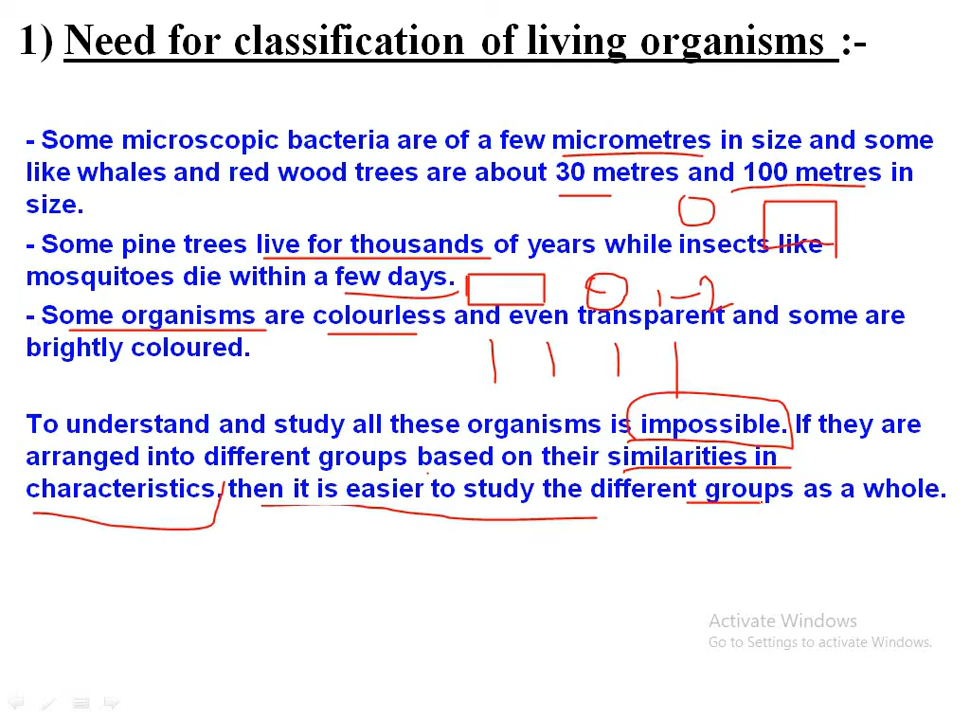 1) Need for classification of living organisms :-
- Some microscopic bacteria are of a few micrometres in size and some
like whales and red wood trees are about 30 metres and 100 metres in
size.
- Some pine trees live for thousands of years while insects like
mosquitoes die within a few days.
1-2
- Some organisms are colourless and even transparent and some are
brightly coloured.
To understand and study all these organisms is impossible. If they are
arranged into different groups based on their similarities in
characteristics, then it is easier to study the different groups as a whole.
Activate Windows
Go to Settings to activate Windows.